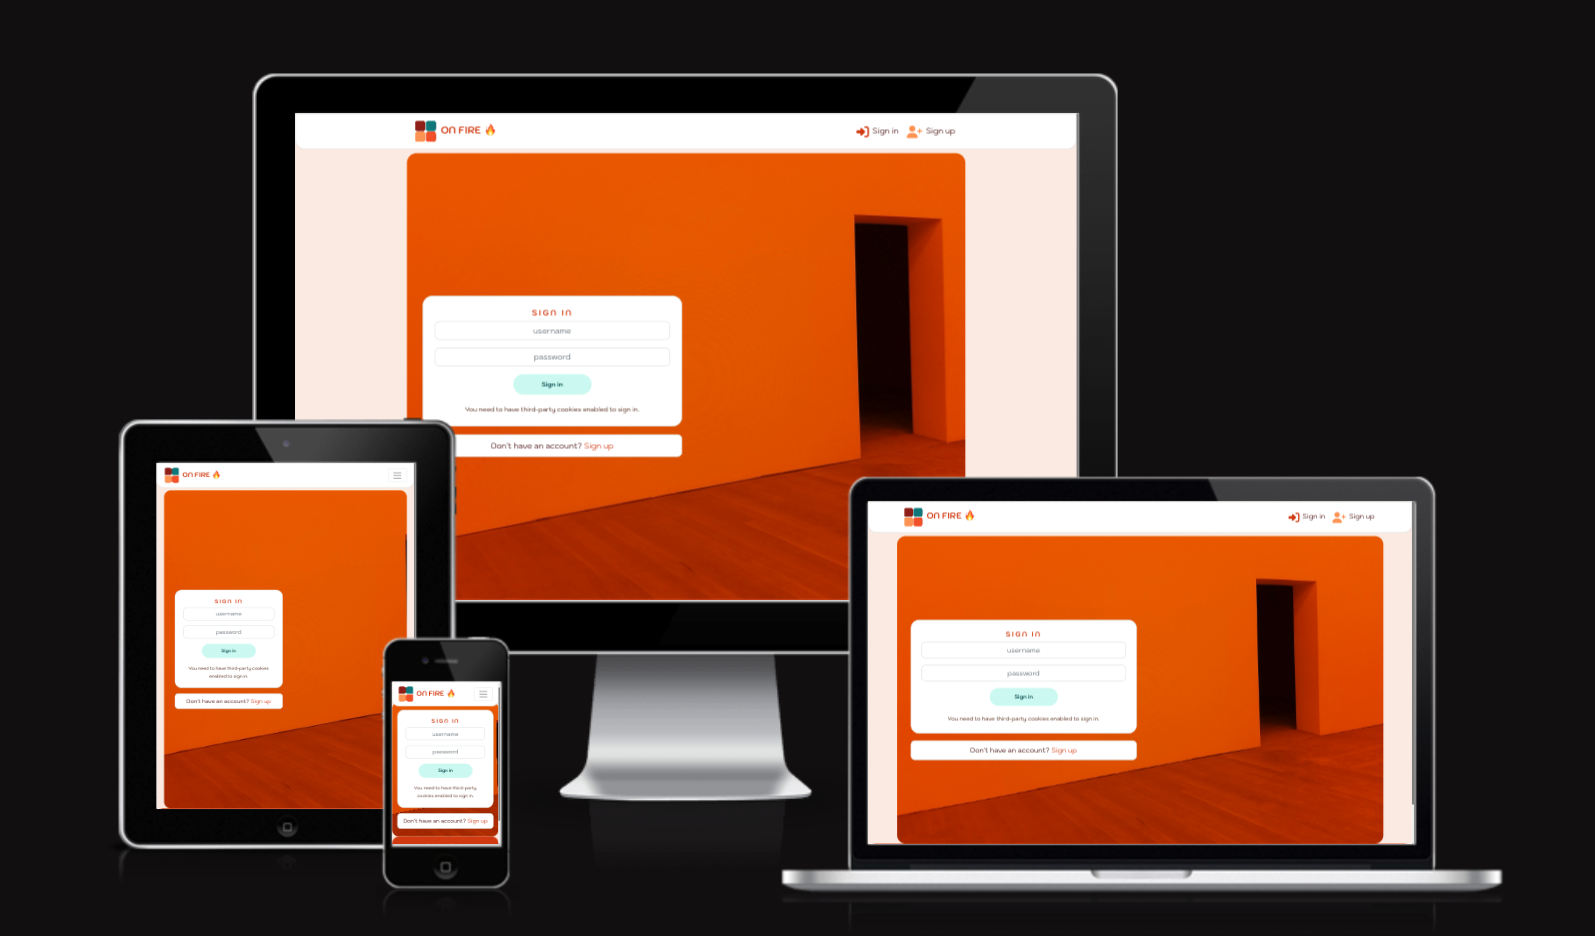 ON FIRE 🔥
Sign in Sign up
SIGN IN
username
password
Sign in
You need to have third-party cookies enabled to sign in.
Don't have an account? Sign up
ON FIRE 🔥
SIGN IN
username
password
Sign in
You need to have third-party cookies
enabled to sign in.
Don't have an account? Sign up
ON FIRE 🔥
SIGN IN
username
password
Sign in
You need to have third-party
cookies enabled to sign in.
Don't have an account? Sign up
ON FIRE 🔥
Sign in Sign up
SIGN IN
username
password
Sign in
You need to have third-party cookies enabled to sign in.
Don't have an account? Sign up